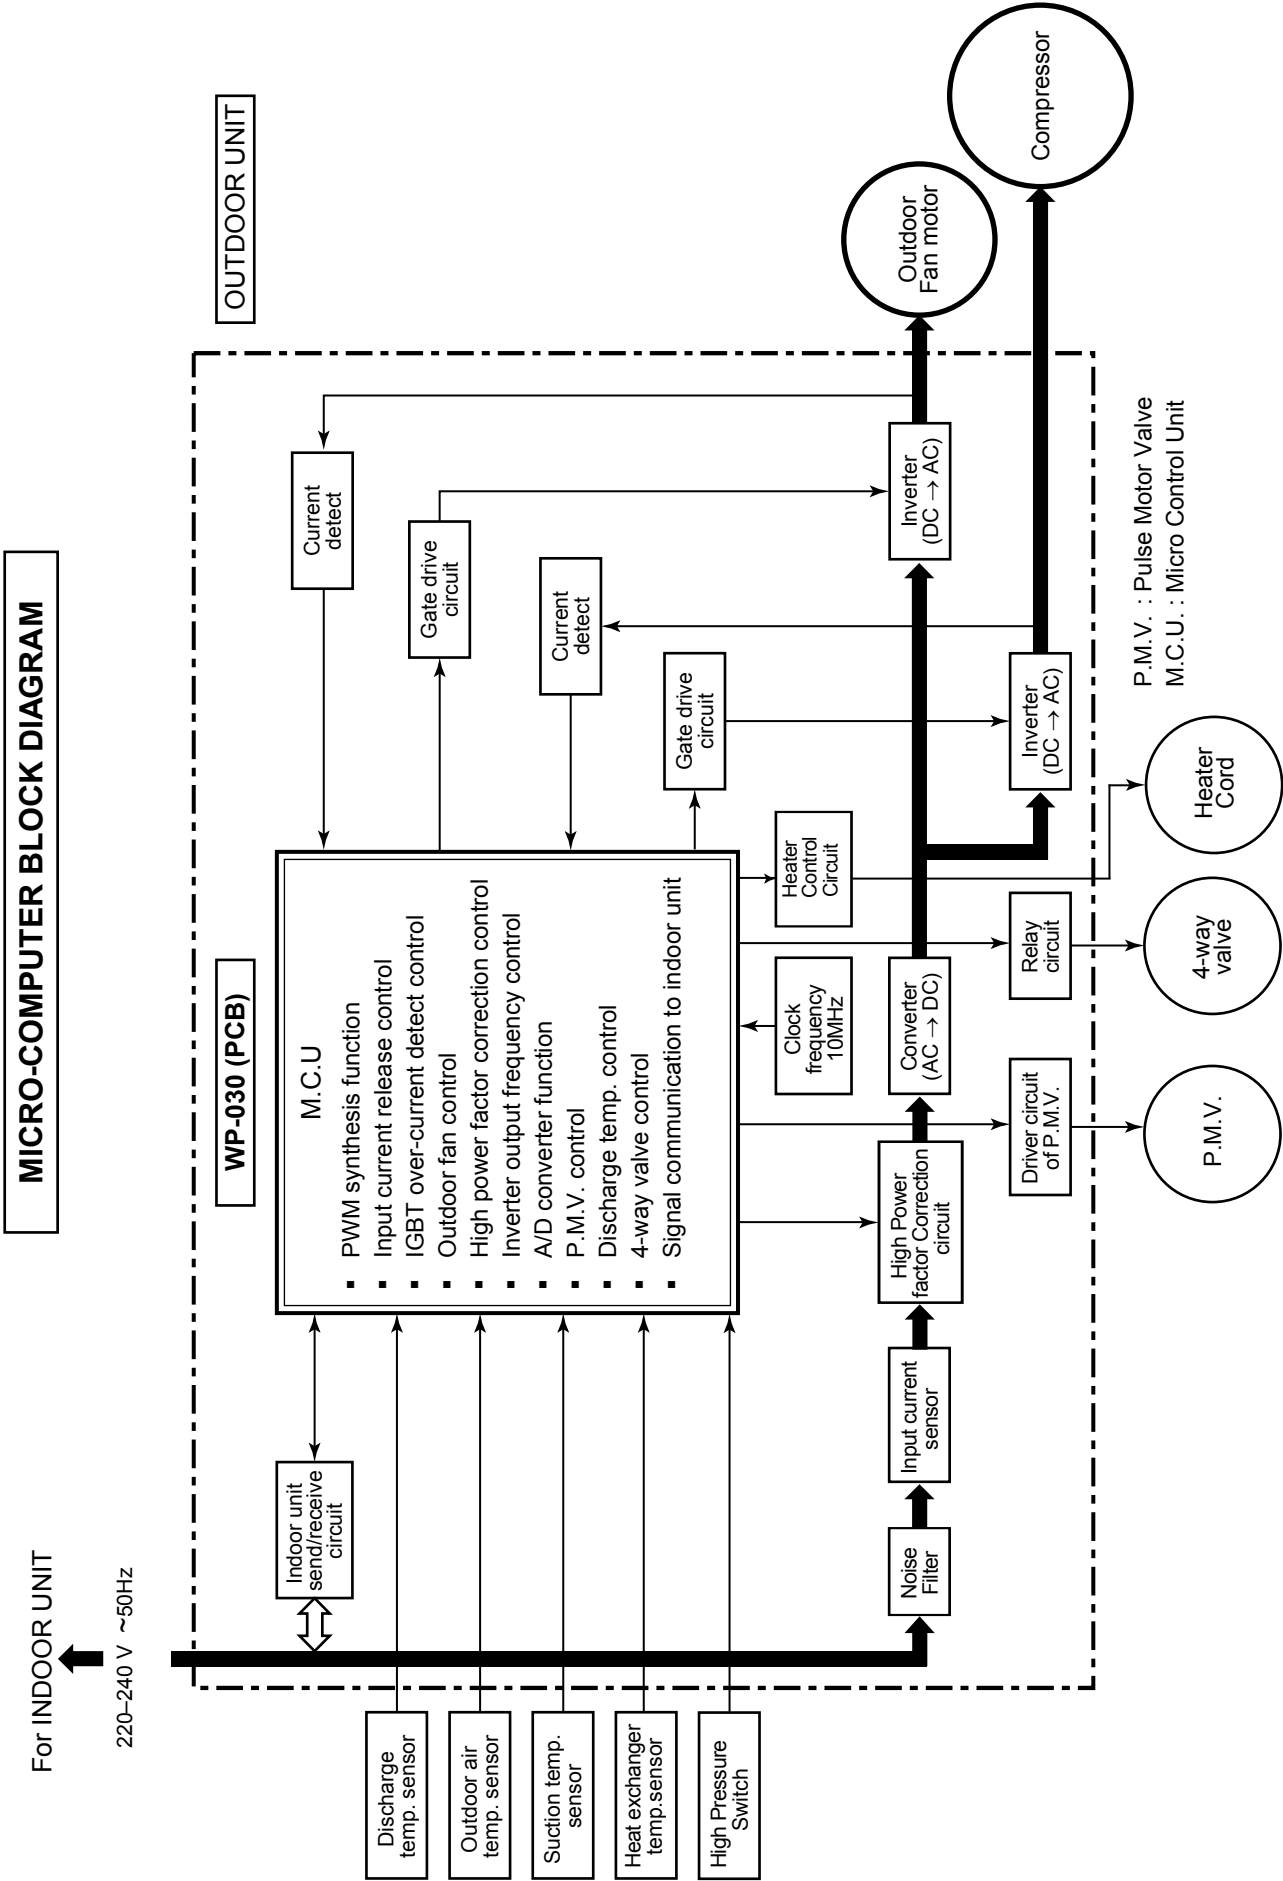 MICRO-COMPUTER BLOCK DIAGRAM
For INDOOR UNIT
220–240 V ~50Hz
WP-030 (PCB)
OUTDOOR UNIT
Discharge
temp. sensor
Outdoor air
temp. sensor
Suction temp.
sensor
Heat exchanger
temp.sensor
High Pressure
Switch
Indoor unit
send/receive
circuit
M.C.U
▪ PWM synthesis function
▪ Input current release control
▪ IGBT over-current detect control
▪ Outdoor fan control
▪ High power factor correction control
▪ Inverter output frequency control
▪ A/D converter function
▪ P.M.V. control
▪ Discharge temp. control
▪ 4-way valve control
▪ Signal communication to indoor unit
Current
detect
Gate drive
circuit
Current
detect
Gate drive
circuit
Clock
frequency
10MHz
Heater
Control
Circuit
Noise
Filter
Input current
sensor
High Power
factor Correction
circuit
Converter
(AC → DC)
Inverter
(DC → AC)
Outdoor
Fan motor
Driver circuit
of P.M.V.
Relay
circuit
Inverter
(DC → AC)
Compressor
P.M.V.
4-way
valve
Heater
Cord
P.M.V. : Pulse Motor Valve
M.C.U. : Micro Control Unit